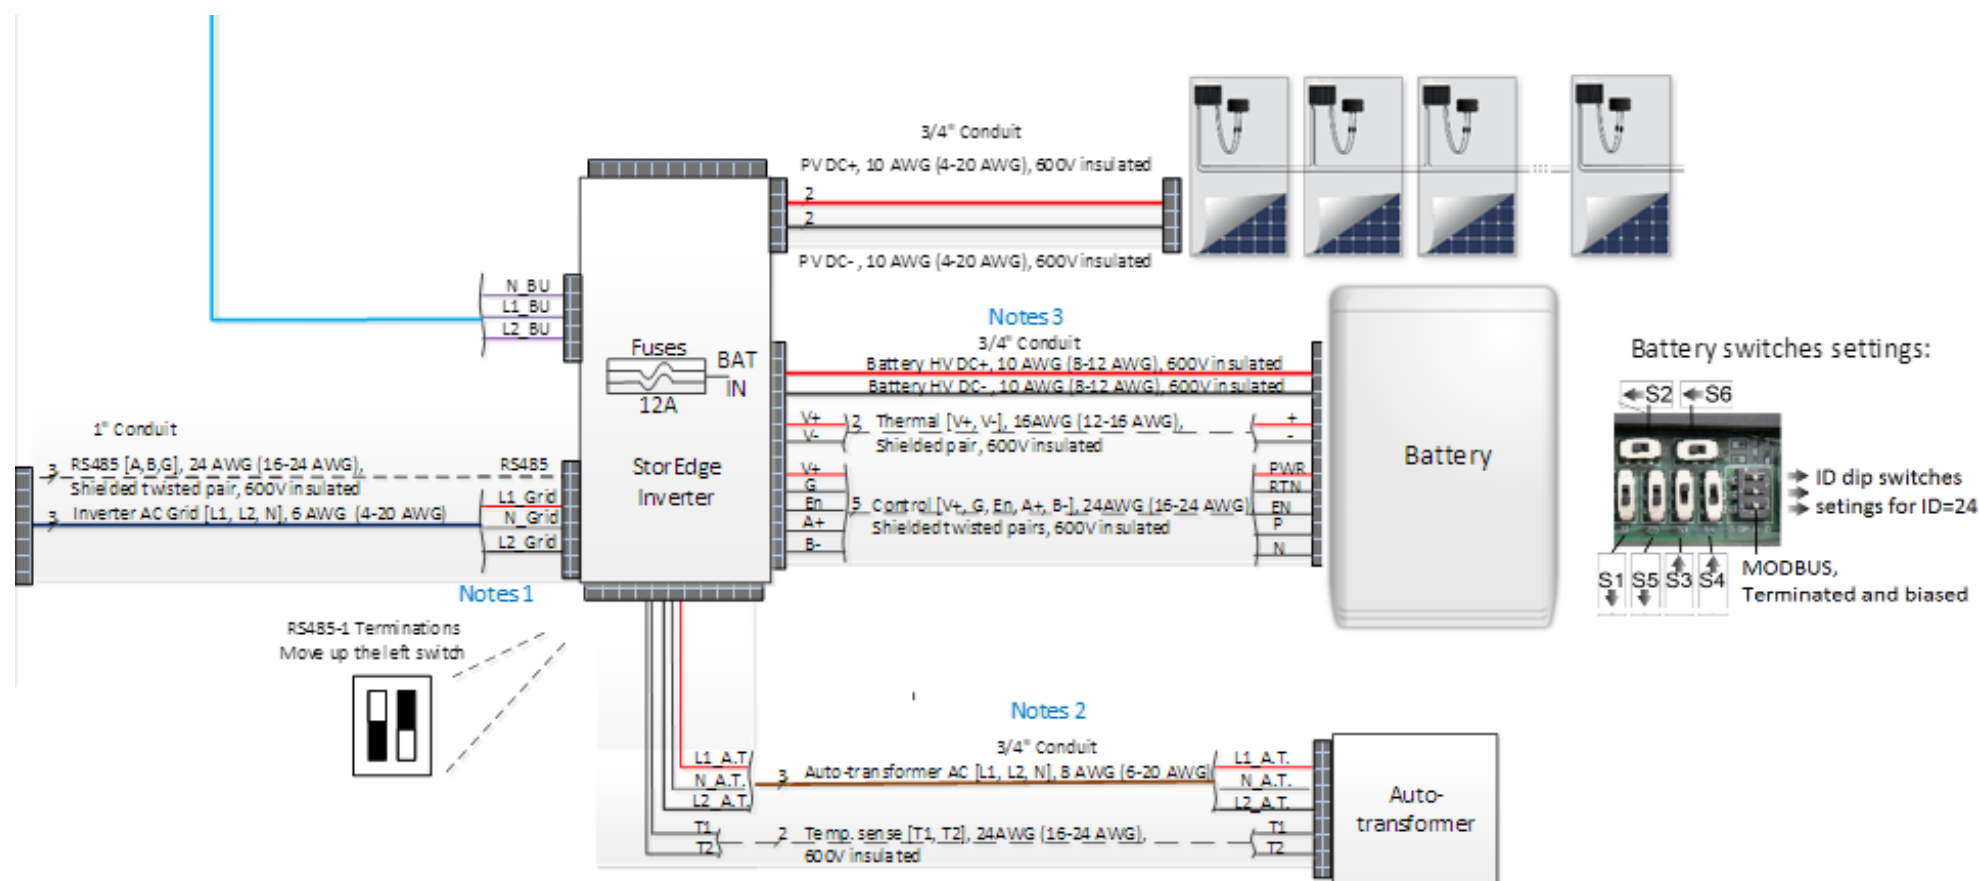 3/4" Conduit
PV DC+, 10 AWG (4-20 AWG), 600V insulated
2
2
PV DC- , 10 AWG (4-20 AWG), 600V insulated
N_BU
L1_BU
L2_BU
Fuses
12A
BAT
IN
StorEdge
Inverter
Notes 3
3/4" Conduit
Battery HV DC+, 10 AWG (8-12 AWG), 600V insulated
Battery HV DC- , 10 AWG (8-12 AWG), 600V insulated
V+
V-
2 Thermal [V+, V-], 16AWG (12-16 AWG),
Shielded pair, 600V insulated
+
-
V+
G
En
A+
B-
5 Control [V+, G, En, A+, B-], 24AWG (16-24 AWG)
Shielded twisted pairs, 600V insulated
PWR
RTN
EN
P
N
Battery
Battery switches settings:
S2
S6
ID dip switches
setings for ID=24
S1
S5
S3
S4
MODBUS,
Terminated and biased
1" Conduit
3 RS485 [A,B,G], 24 AWG (16-24 AWG),
Shielded twisted pair, 600V insulated
RS485
3 Inverter AC Grid [L1, L2, N], 6 AWG (4-20 AWG)
L1_Grid
N_Grid
L2_Grid
Notes 1
RS485-1 Terminations
Move up the left switch
Notes 2
3/4" Conduit
L1_A.T
N_A.T.
L2_A.T.
3 Auto-transformer AC [L1, L2, N], 8 AWG (6-20 AWG)
L1_A.T.
N_A.T.
L2_A.T.
T1
T2
2 Temp. sense [T1, T2], 24AWG (16-24 AWG),
600V insulated
T1
T2
Auto-
transformer